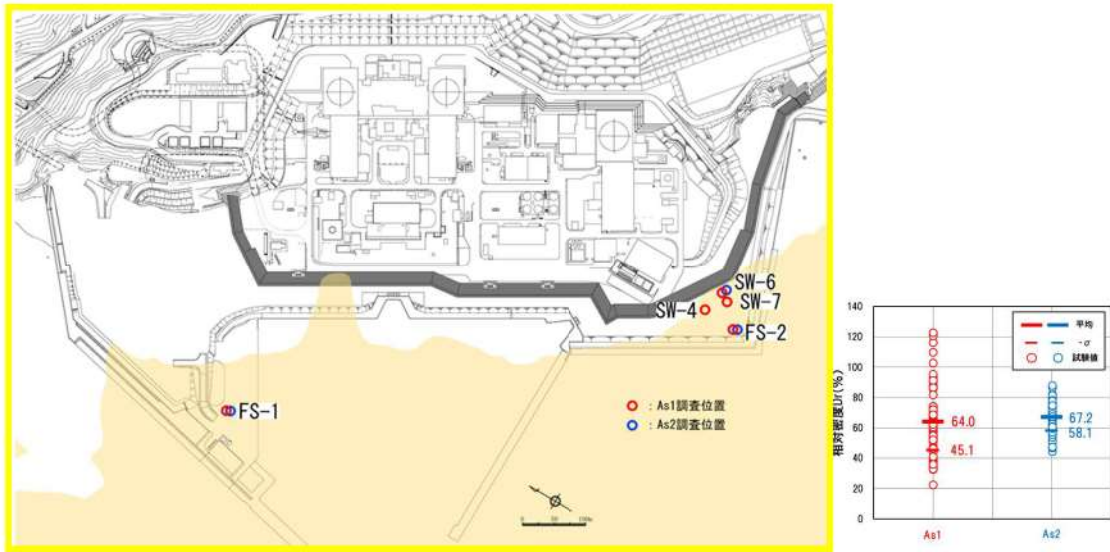 SW-6
SW-7
SW-4
FS-2
FS-1
: As1調査位置
: As2調査位置
相対密度Dr(%)
140
120
100
80
60
40
20
0
平均
-σ
試験値
64.0
45.1
67.2
58.1
As1
As2